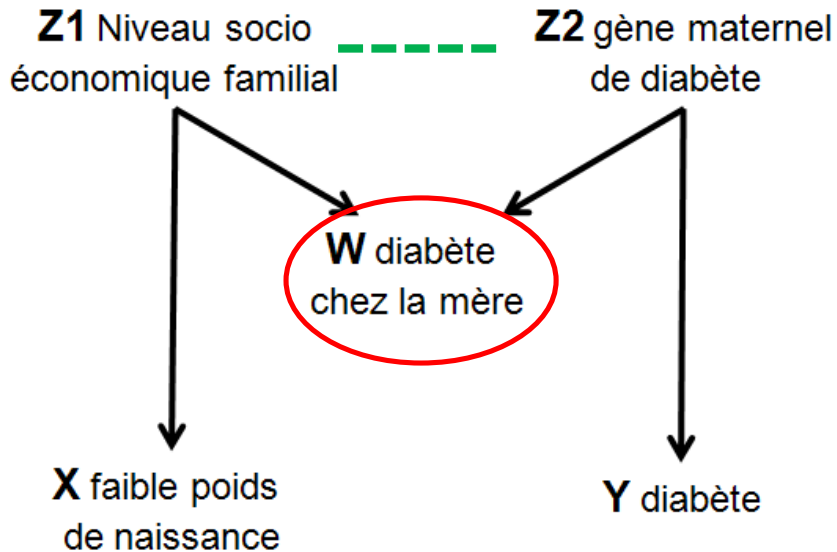 Z1 Niveau socio
économique familial
Z2 gène maternel
de diabète
W diabète
chez la mère
X faible poids
de naissance
Y diabète